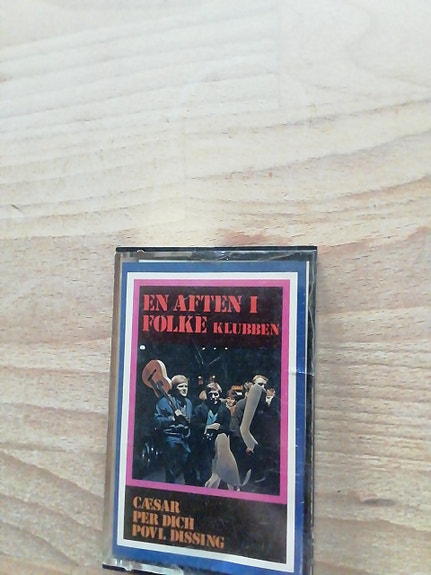 EN AFTEN I
FOLKE KLUBBEN
CÆSAR
PER DICH
POVL DISSING